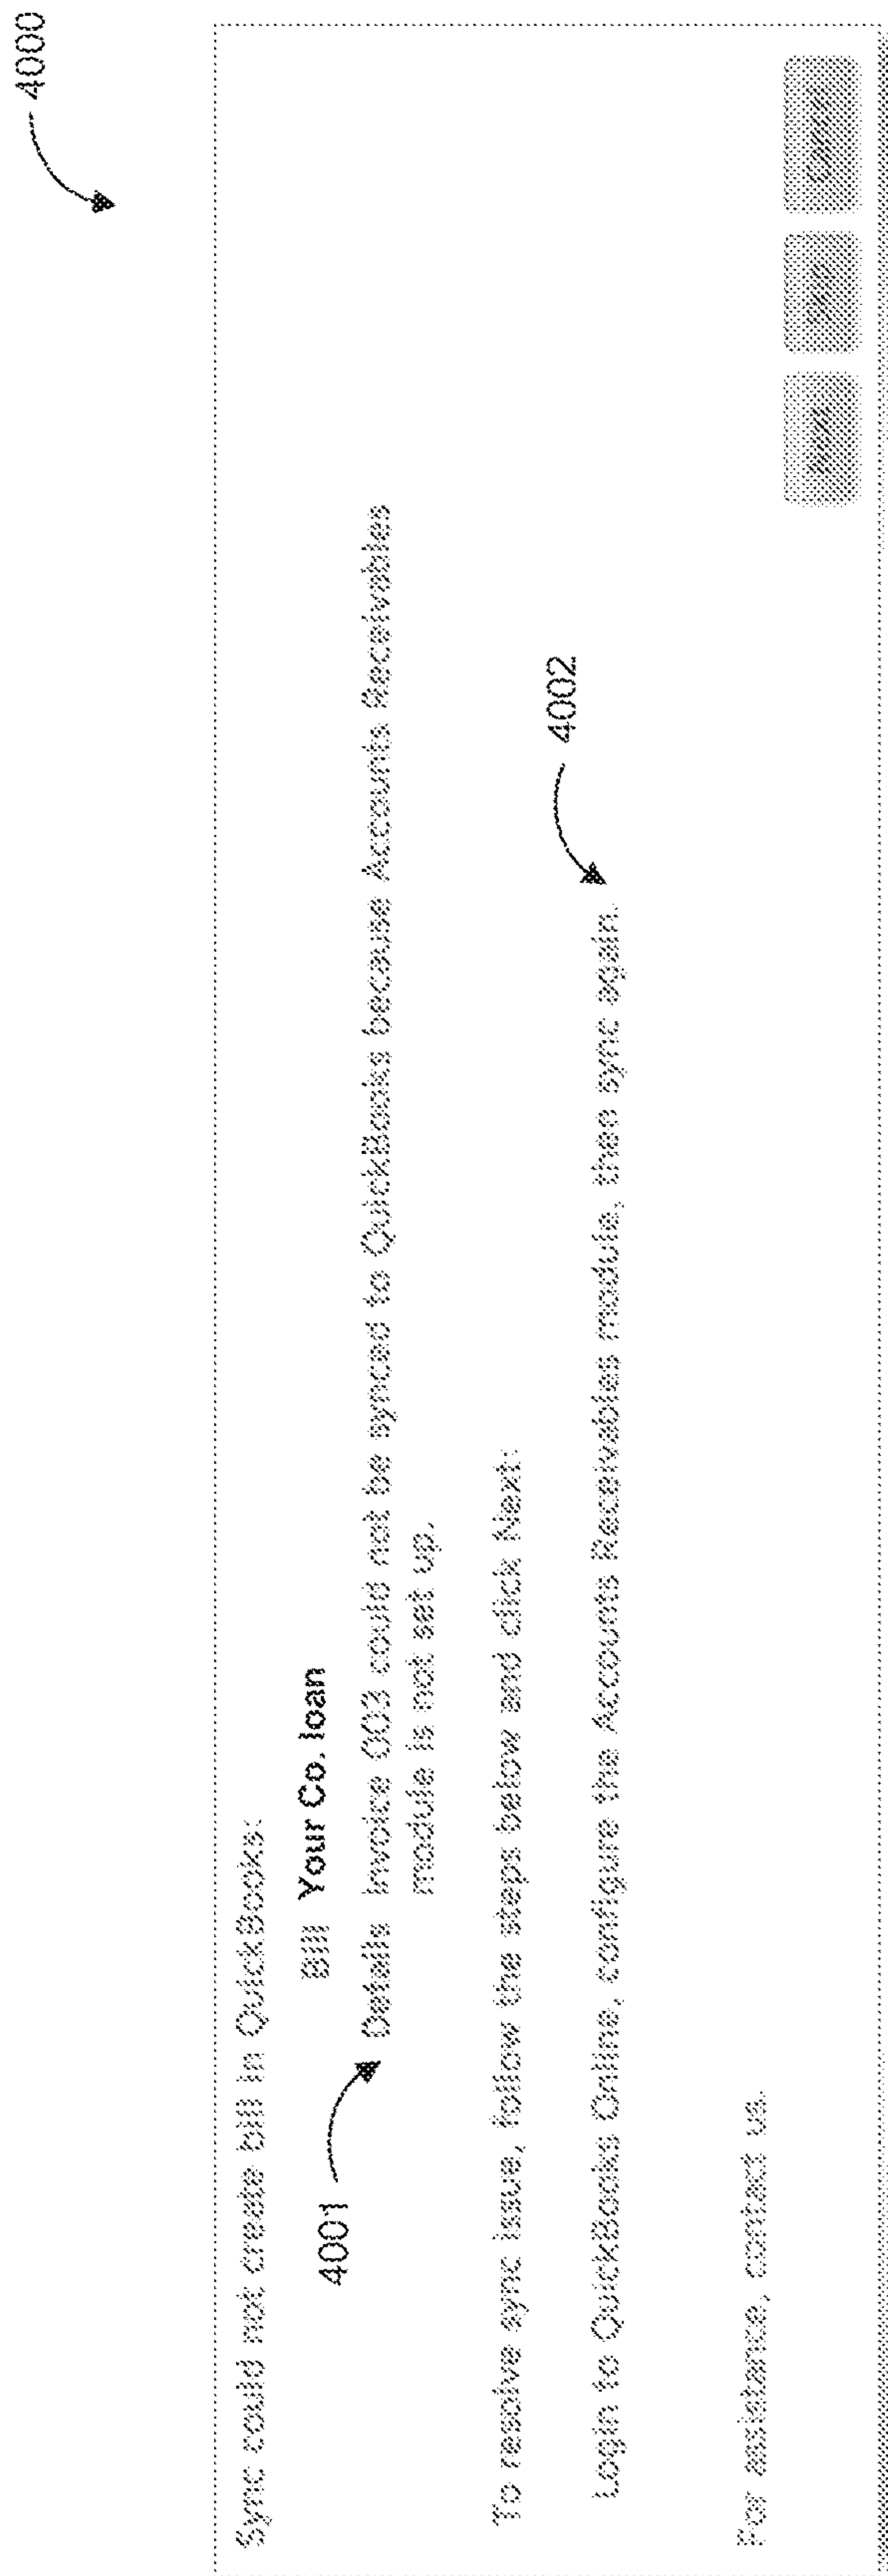 4000
Sync could not create bill in QuickBooks:
Bill Your Co. loan
4001
Details Invoice 003 could not be synced to QuickBooks because Accounts Receivables
module is not set up.
To resolve sync issue, follow the steps below and click Next:
4002
Login to QuickBooks Online, configure the Accounts Receivables module, then sync again.
For assistance, contact us.